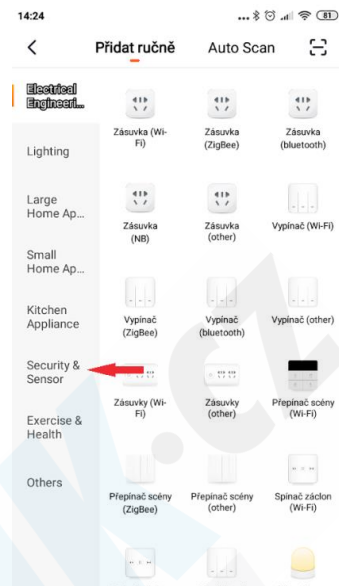 14:24
81
Přidat ručně
Auto Scan
Electrical
Engineeri...
Lighting
Large
Home Ap...
Small
Home Ap...
Kitchen
Appliance
Security &
Sensor
Exercise &
Health
Others
Zásuvka (Wi-
Fi)
Zásuvka
(ZigBee)
Zásuvka
(bluetooth)
Zásuvka
(NB)
Zásuvka
(other)
Vypínač (Wi-Fi)
Vypínač
(ZigBee)
Vypínač
(bluetooth)
Vypínač (other)
Zásuvky (Wi-
Fi)
Zásuvky
(other)
Přepínač scény
(Wi-Fi)
Přepínač scény
(ZigBee)
Přepínač scény
(other)
Spínač záclon
(Wi-Fi)